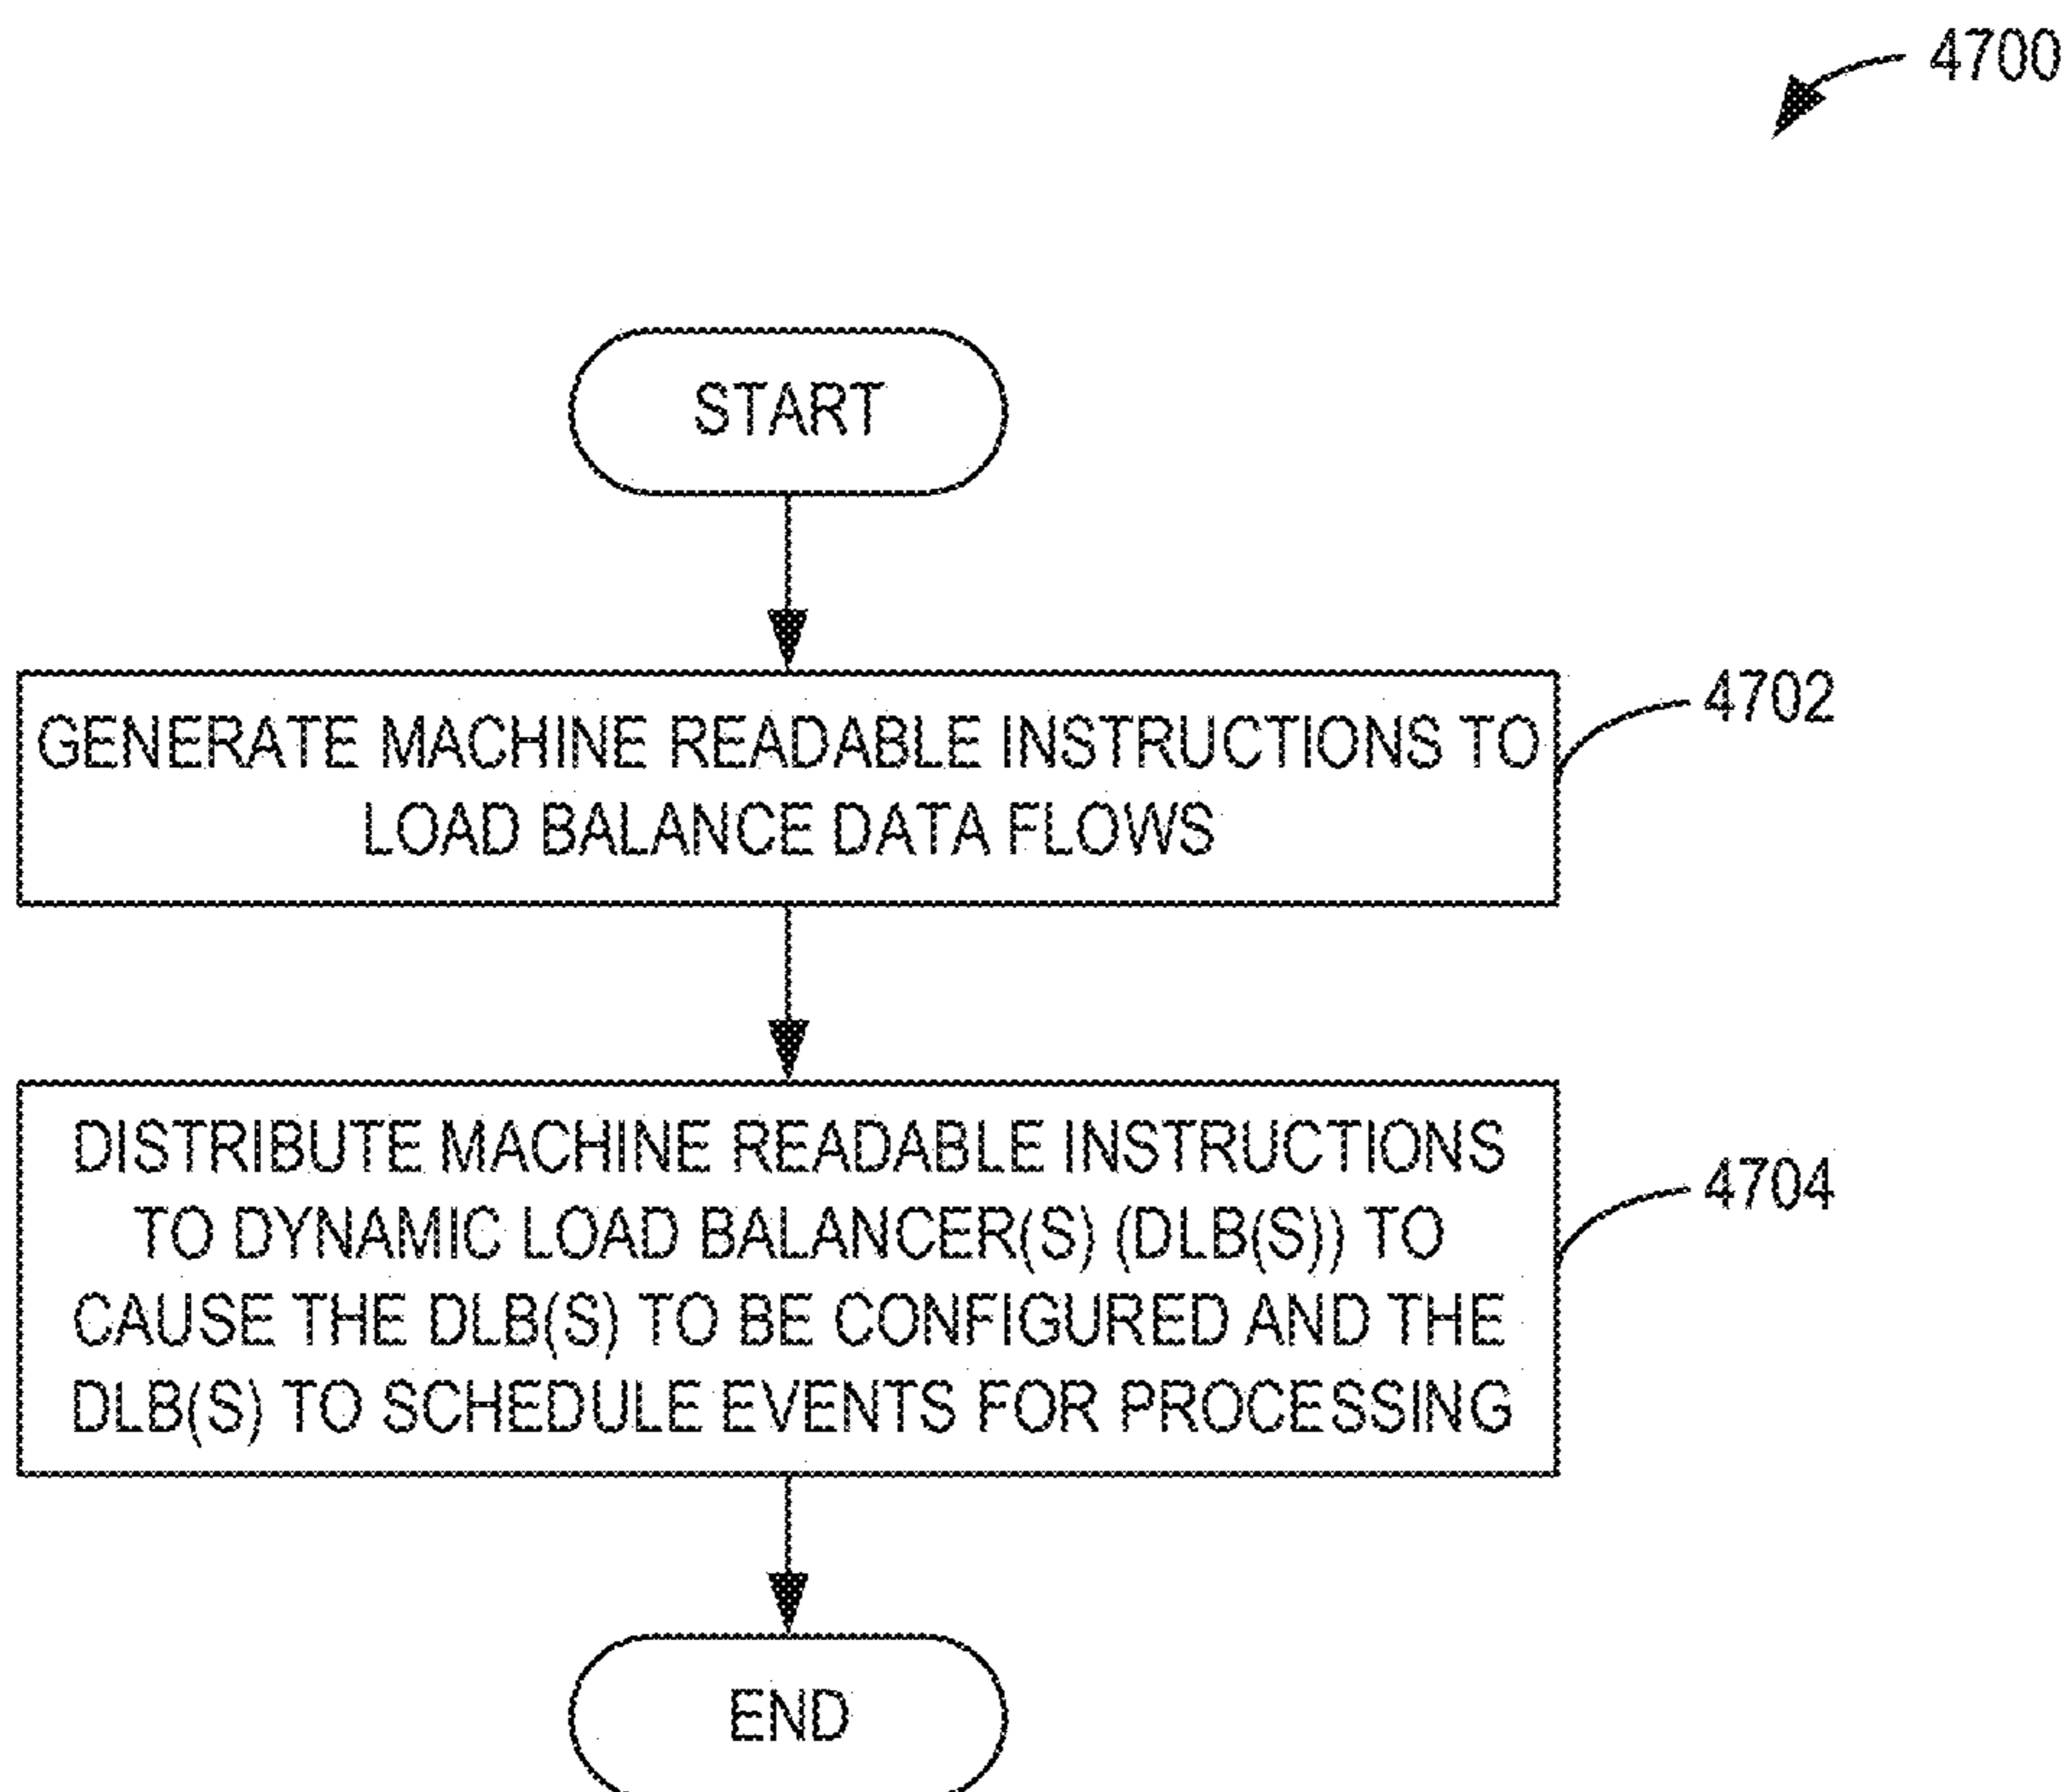 4700
START
GENERATE MACHINE READABLE INSTRUCTIONS TO
LOAD BALANCE DATA FLOWS
4702
DISTRIBUTE MACHINE READABLE INSTRUCTIONS
TO DYNAMIC LOAD BALANCER(S) (DLB(S)) TO
CAUSE THE DLB(S) TO BE CONFIGURED AND THE
DLB(S) TO SCHEDULE EVENTS FOR PROCESSING
4704
END